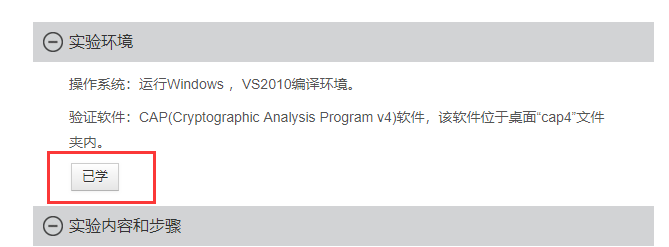 实验环境
操作系统：运行Windows ，VS2010编译环境。
验证软件：CAP(Cryptographic Analysis Program v4)软件，该软件位于桌面“cap4”文件
夹内。
已学
实验内容和步骤